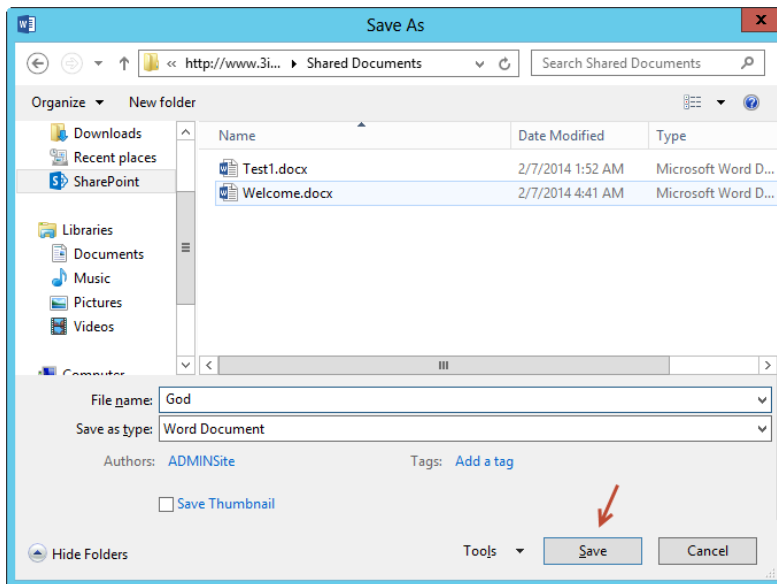 Save As
« http://www.3i... Shared Documents
Search Shared Documents
Organize New folder
Name Date Modified Type
Downloads
Recent places
SharePoint
Libraries
Documents
Music
Pictures
Videos
Computer
Test1.docx 2/7/2014 1:52 AM Microsoft Word D...
Welcome.docx 2/7/2014 4:41 AM Microsoft Word D...
File name: God
Save as type: Word Document
Authors: ADMINSite Tags: Add a tag
Save Thumbnail
Hide Folders Tools Save Cancel